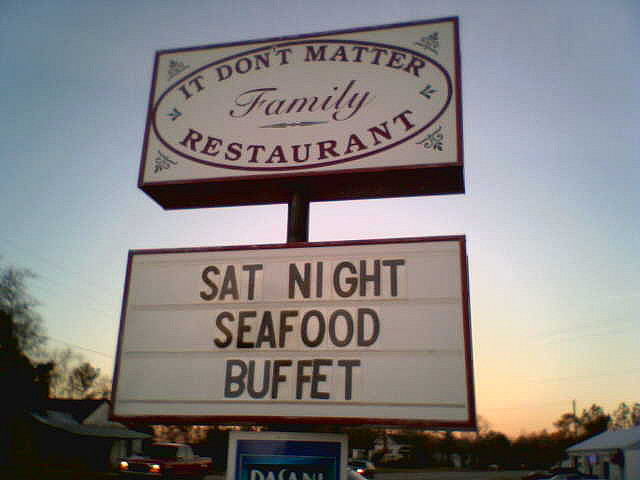 IT DON'T MATTER
Family
RESTAURANT
SAT NIGHT
SEAFOOD
BUFFET
DASANI